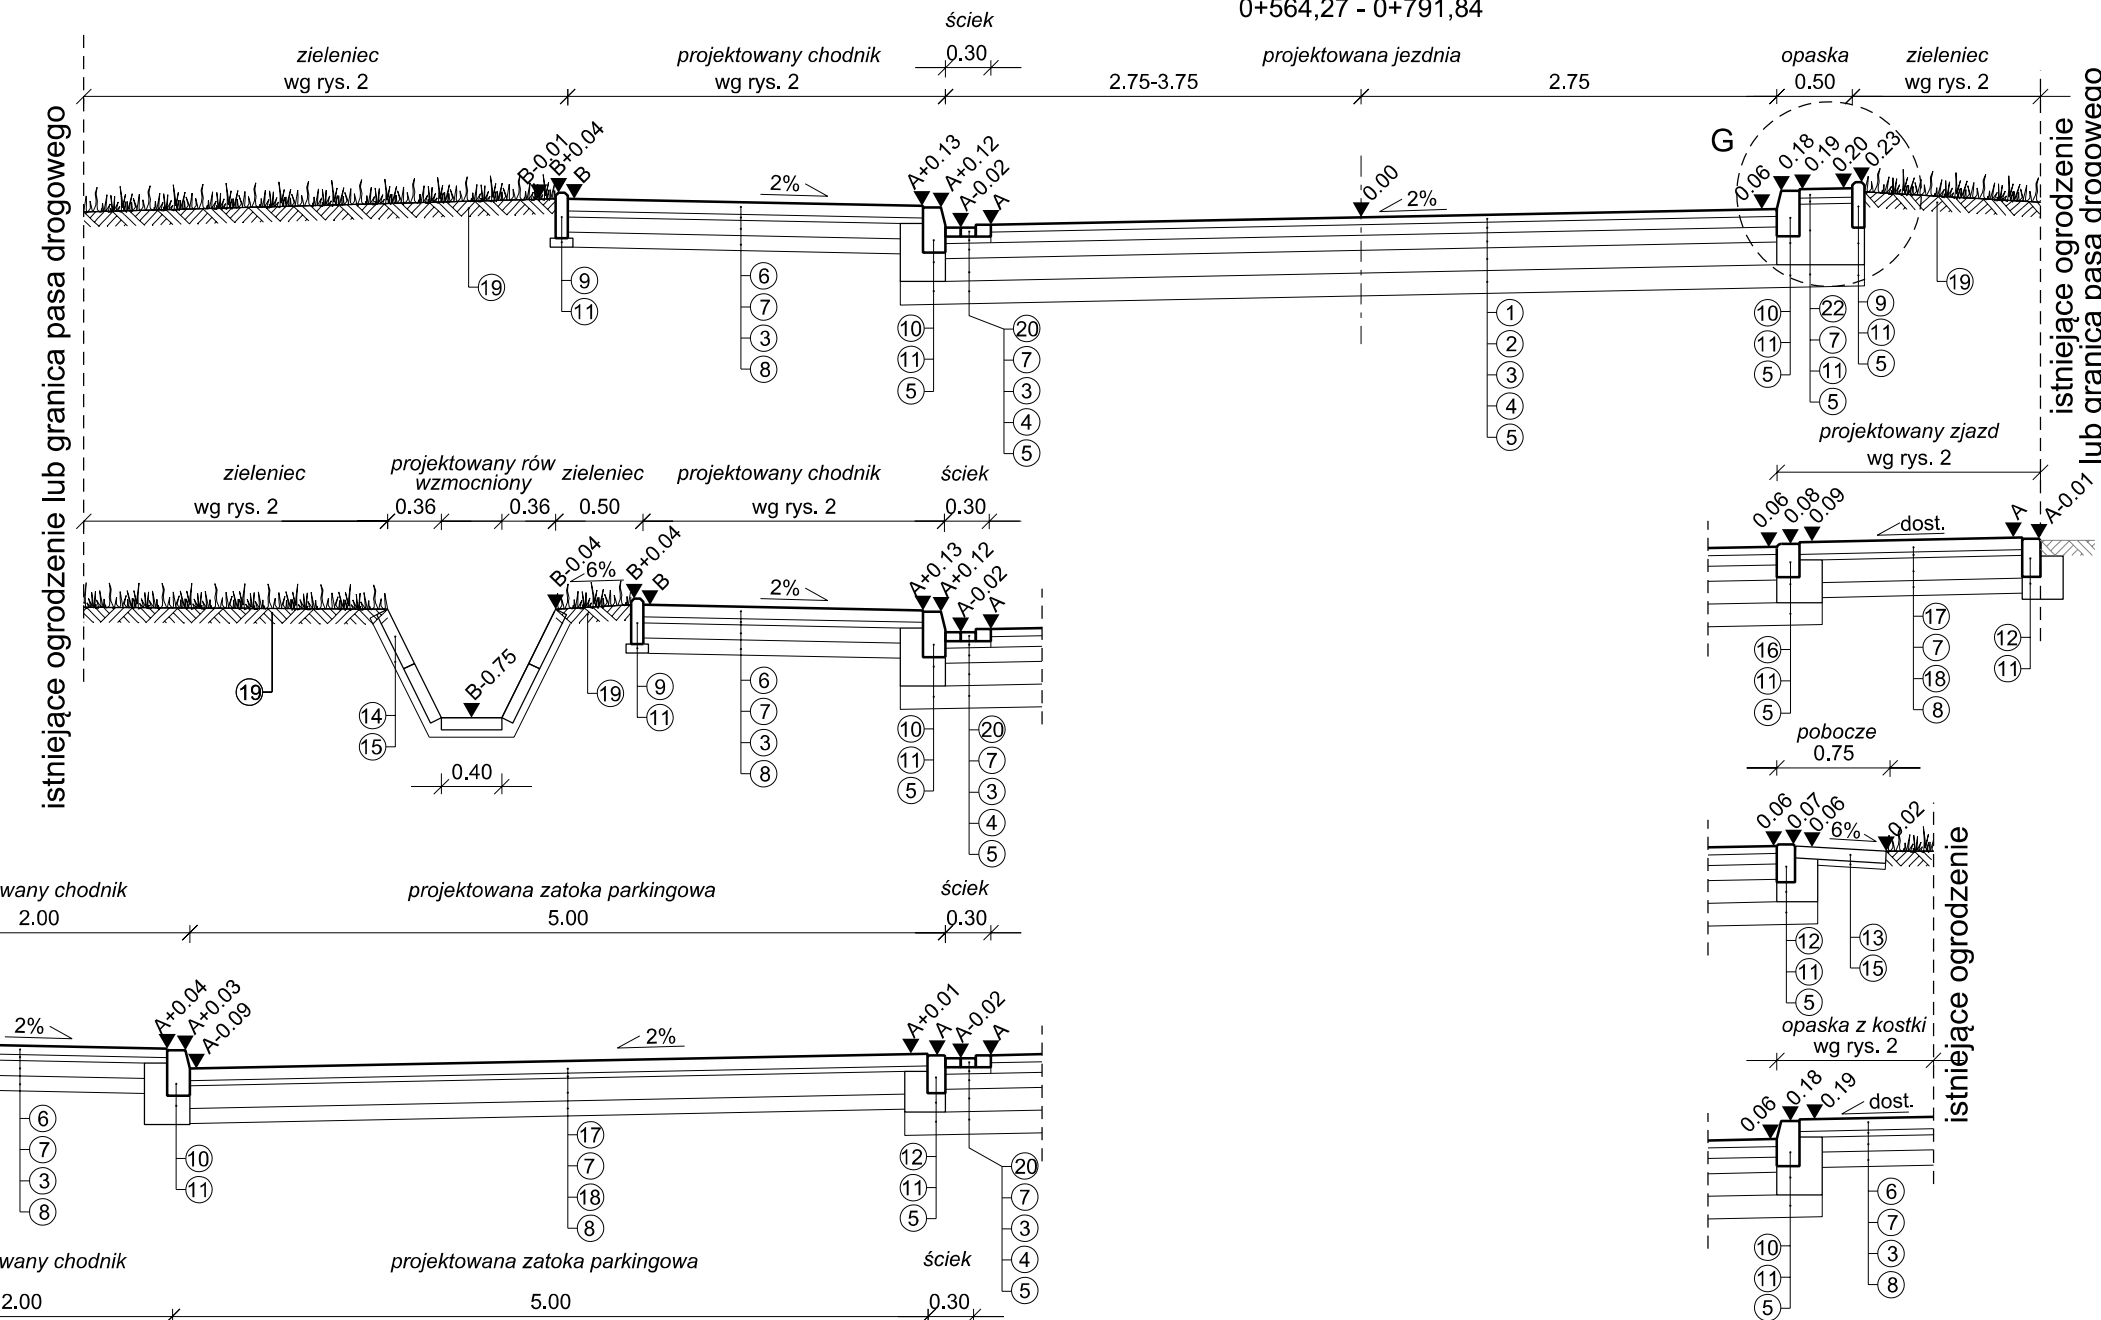 0+564,27 - 0+791,84
ściek
zieleniec
projektowany chodnik
0.30
projektowana jezdnia
opaska
zieleniec
wg rys. 2
wg rys. 2
2.75-3.75
2.75
0.50
wg rys. 2
istniejące ogrodzenie lub granica pasa drogowego
istniejące ogrodzenie
lub granica pasa drogowego
B-0.01
B+0.04
B
2%
A+0.13
A+0.12
A-0.02
A
0.00
2%
G
0.06
0.18
0.19
0.20
0.23
19
9
11
6
7
3
8
10
11
5
20
7
3
4
5
1
2
3
4
5
10
11
5
22
7
11
5
9
11
5
19
zieleniec
projektowany rów
wzmocniony
zieleniec
projektowany chodnik
ściek
wg rys. 2
0.36
0.36
0.50
wg rys. 2
0.30
B-0.04
6%
B+0.04
B
2%
A+0.13
A+0.12
A-0.02
A
B-0.75
19
14
15
0.40
19
9
11
6
7
3
8
10
11
5
20
7
3
4
5
projektowany zjazd
wg rys. 2
0.06
0.08
0.09
dost.
A
A-0.01
16
11
5
17
7
18
8
12
11
pobocze
0.75
0.06
0.07
0.06
6%
0.02
12
11
5
13
15
istniejące ogrodzenie
wany chodnik
projektowana zatoka parkingowa
ściek
2.00
5.00
0.30
2%
A+0.04
A+0.03
A-0.09
2%
A+0.01
A
A-0.02
A
6
7
3
8
10
11
17
7
18
8
12
11
5
20
7
3
4
5
opaska z kostki
wg rys. 2
0.06
0.18
0.19
dost.
10
11
5
6
7
3
8
wany chodnik
projektowana zatoka parkingowa
ściek
2.00
5.00
0.30